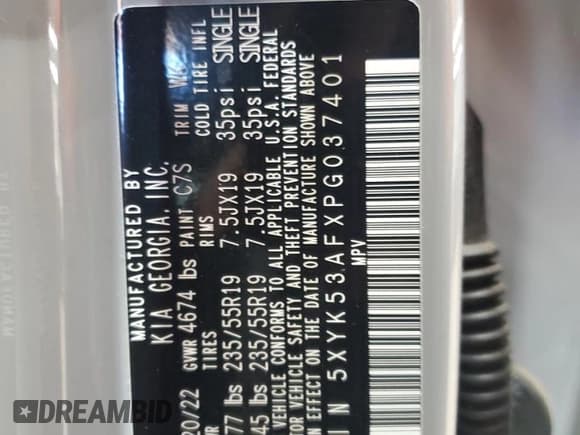 MANUFACTURED BY
KIA GEORGIA, INC.
20/22 GVWR 4674 lbs PAINT C7S TRIM
TIRES RIMS COLD TIRE INFL
77 lbs 235/55R19 7.5JX19 35psi SINGLE
45 lbs 235/55R19 7.5JX19 35psi SINGLE
VEHICLE CONFORMS TO ALL APPLICABLE U.S.A. FEDERAL
VEHICLE SAFETY AND THEFT PREVENTION STANDARDS
N EFFECT ON THE DATE OF MANUFACTURE SHOWN ABOVE
IN 5XYK53AFXPG037401
MPV
DREAMBID